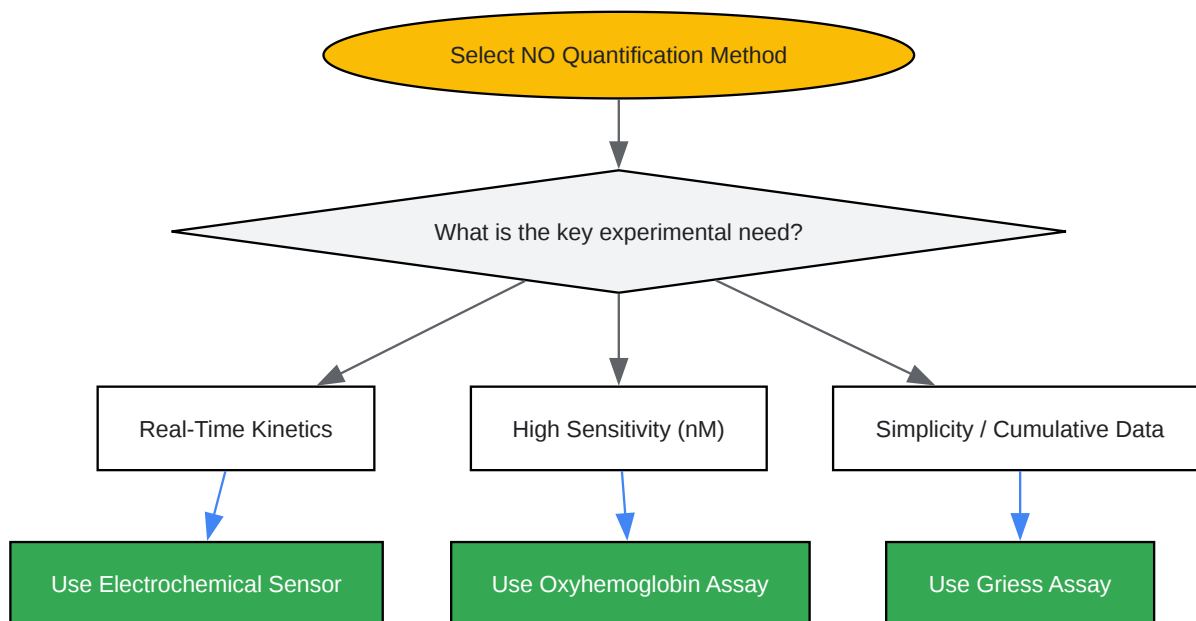 Select NO Quantification Method
What is the key experimental need?
Real-Time Kinetics
High Sensitivity (nM)
Simplicity / Cumulative Data
Use Electrochemical Sensor
Use Oxyhemoglobin Assay
Use Griess Assay